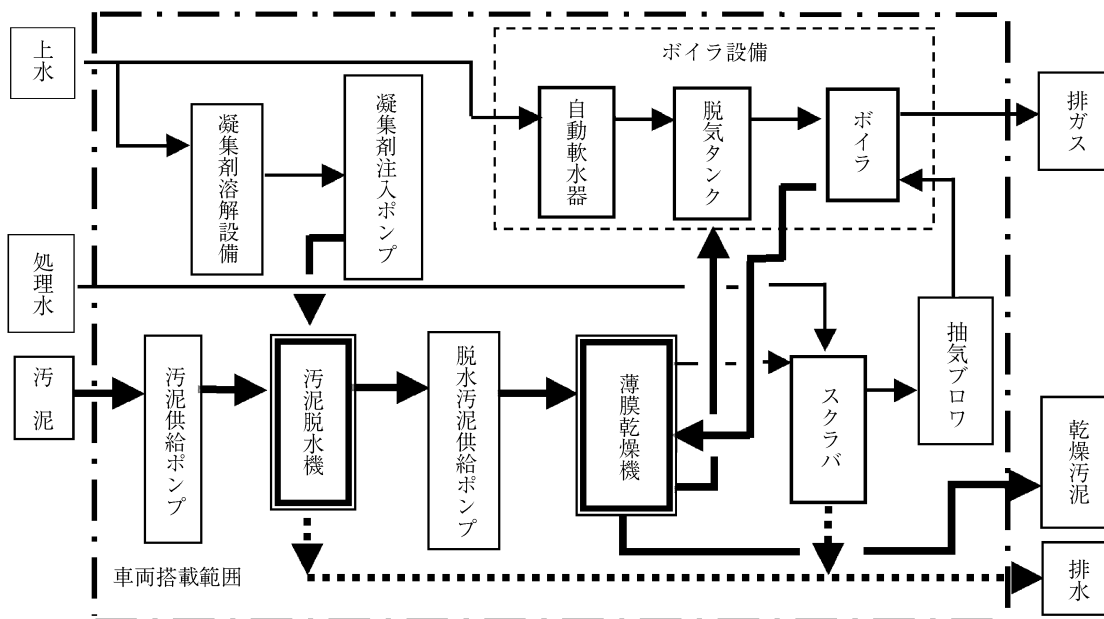 上水
ボイラ設備
凝集剤溶解設備
凝集剤注入ポンプ
自動軟水器
脱気タンク
ボイラ
排ガス
処理水
汚泥
汚泥供給ポンプ
汚泥脱水機
脱水汚泥供給ポンプ
薄膜乾燥機
スクラバ
抽気ブロワ
乾燥汚泥
車両搭載範囲
排水